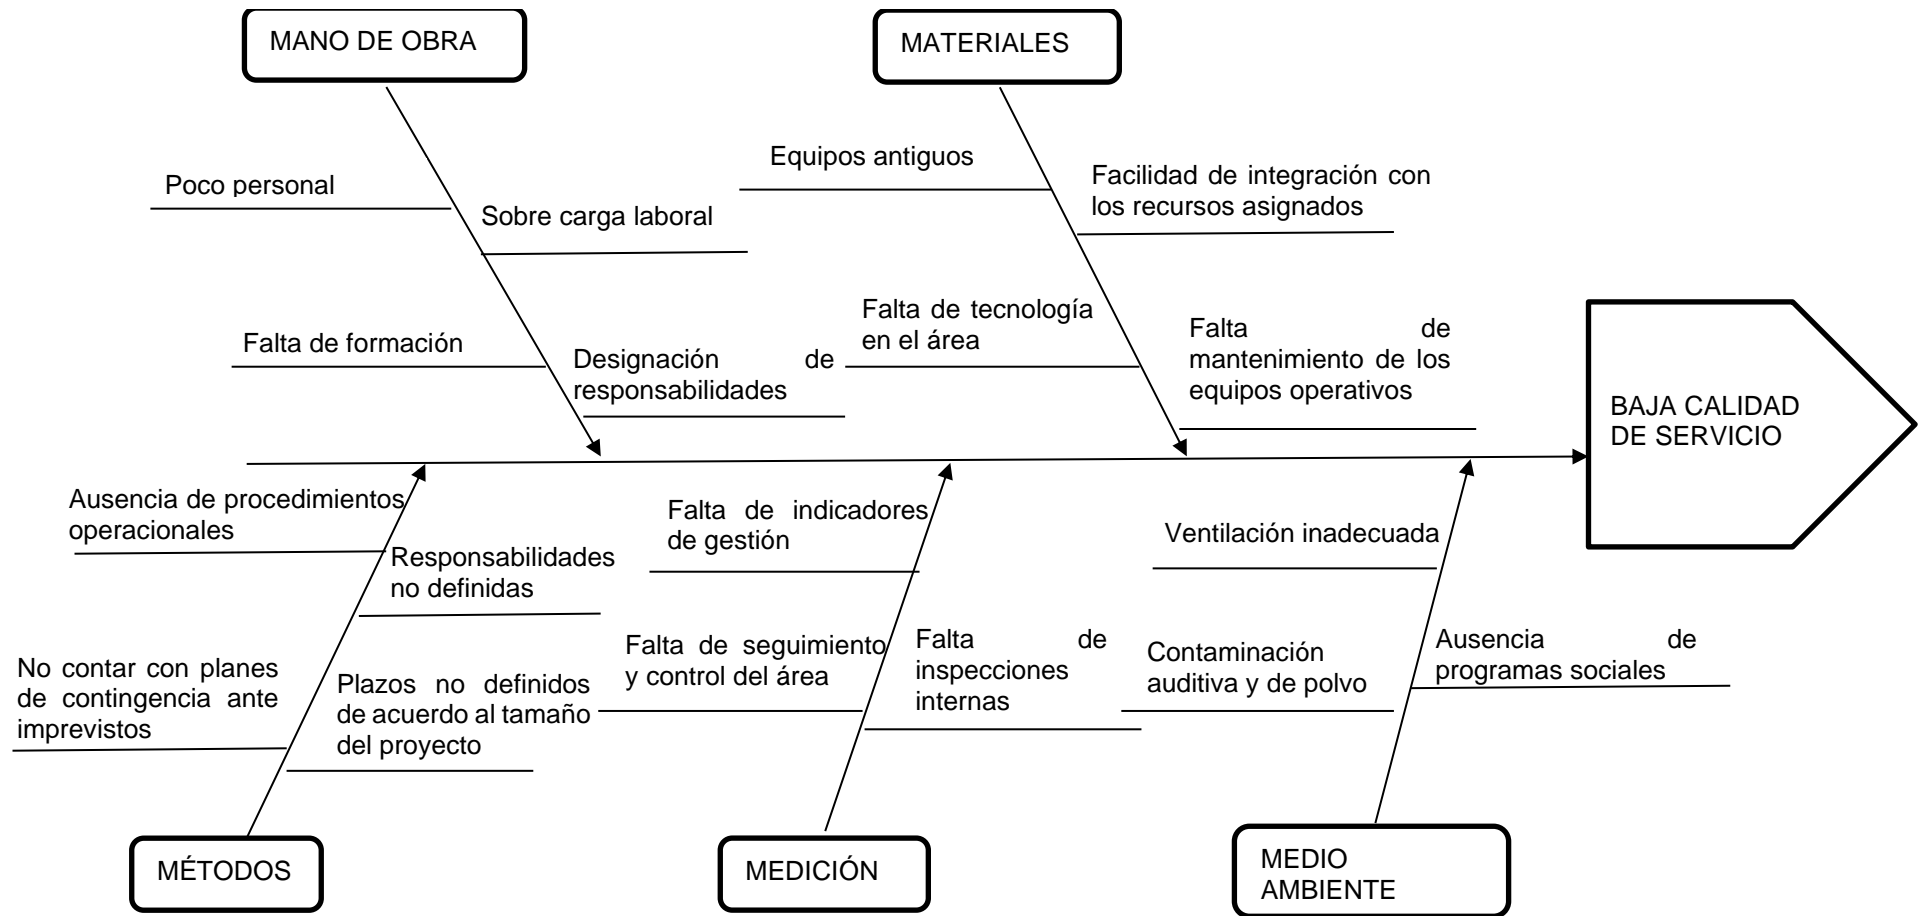 MANO DE OBRA
MATERIALES
Poco personal
Sobre carga laboral
Falta de formación
Designación de
responsabilidades
Equipos antiguos
Facilidad de integración con
los recursos asignados
Falta de tecnología
en el área
Falta de
mantenimiento de los
equipos operativos
BAJA CALIDAD
DE SERVICIO
Ausencia de procedimientos
operacionales
Responsabilidades
no definidas
No contar con planes
de contingencia ante
imprevistos
Plazos no definidos
de acuerdo al tamaño
del proyecto
Falta de indicadores
de gestión
Falta de seguimiento
y control del área
Falta de
inspecciones
internas
Ventilación inadecuada
Contaminación
auditiva y de polvo
Ausencia de
programas sociales
MÉTODOS
MEDICIÓN
MEDIO
AMBIENTE